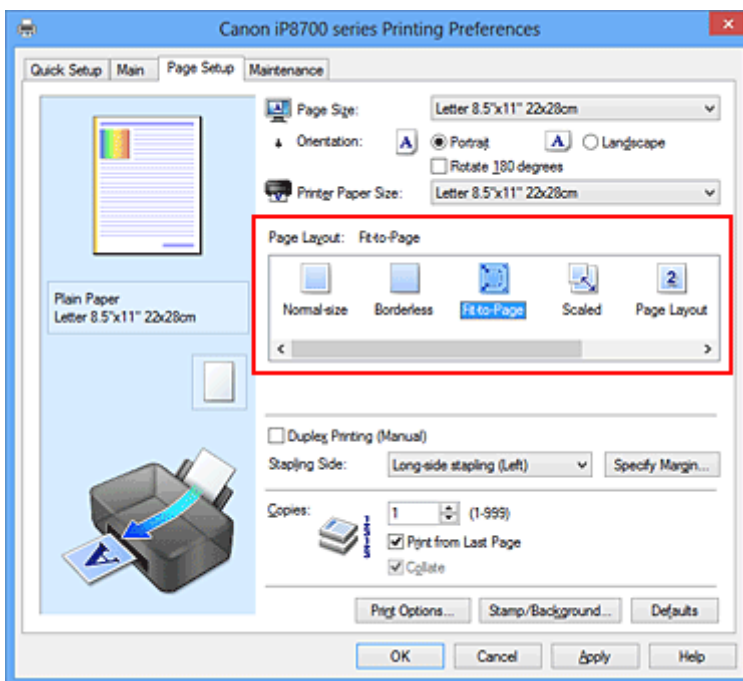 Canon iP8700 series Printing Preferences
Quick Setup Main Page Setup Maintenance
Page Size: Letter 8.5"x11" 22x28cm
Orientation: A Portrait A Landscape
Rotate 180 degrees
Printer Paper Size: Letter 8.5"x11" 22x28cm
Page Layout: Fit-to-Page
Normal-size Borderless Fit-to-Page Scaled 2 Page Layout
Plain Paper
Letter 8.5"x11" 22x28cm
Duplex Printing (Manual)
Stapling Side: Long-side stapling (Left) Specify Margin...
Copies: 1 (1-999)
Print from Last Page
Collate
A
Print Options... Stamp/Background... Defaults
OK Cancel Apply Help